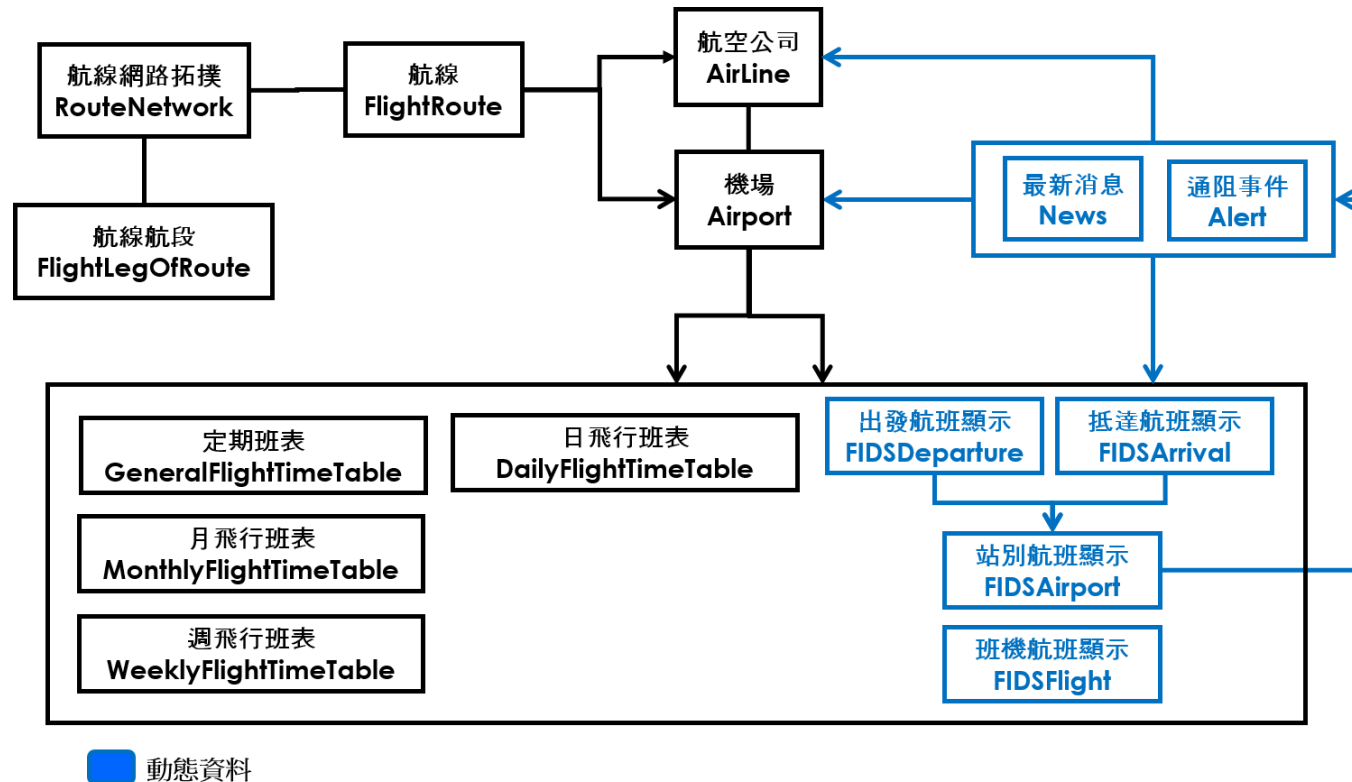 航線網路拓撲
RouteNetwork
航線
FlightRoute
航空公司
AirLine
航線航段
FlightLegOfRoute
機場
Airport
最新消息
News
通阻事件
Alert
定期班表
GeneralFlightTimeTable
日飛行班表
DailyFlightTimeTable
出發航班顯示
FIDSDeparture
抵達航班顯示
FIDSArrival
月飛行班表
MonthlyFlightTimeTable
站別航班顯示
FIDSAirport
週飛行班表
WeeklyFlightTimeTable
班機航班顯示
FIDSFlight
動態資料